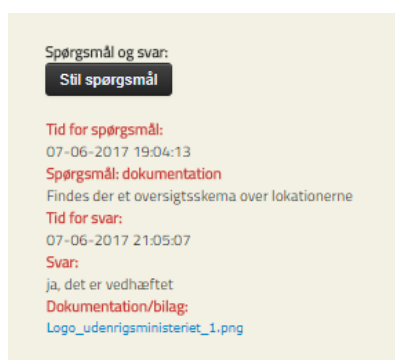 Spørgsmål og svar:
Stil spørgsmål
Tid for spørgsmål:
07-06-2017 19:04:13
Spørgsmål: dokumentation
Findes der et oversigtsskema over lokationerne
Tid for svar:
07-06-2017 21:05:07
Svar:
ja, det er vedhæftet
Dokumentation/bilag:
Logo_udenrigsministeriet_1.png